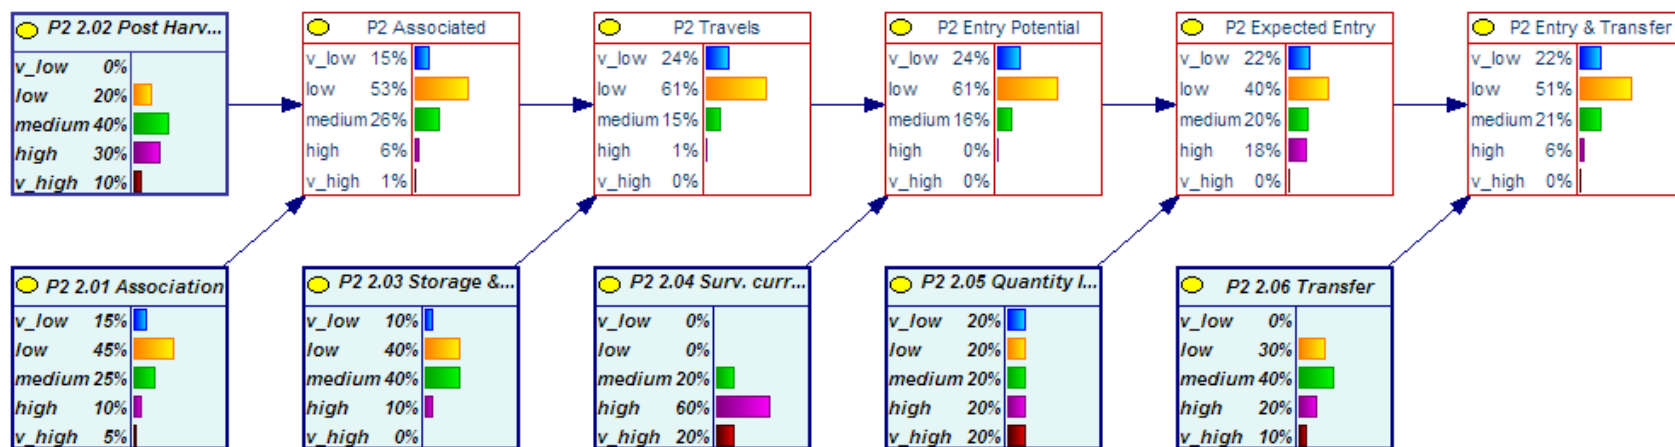 P2 2.02 Post Harv...
v_low 0%
low 20%
medium 40%
high 30%
v_high 10%
P2 Associated
v_low 15%
low 53%
medium 26%
high 6%
v_high 1%
P2 Travels
v_low 24%
low 61%
medium 15%
high 1%
v_high 0%
P2 Entry Potential
v_low 24%
low 61%
medium 16%
high 0%
v_high 0%
P2 Expected Entry
v_low 22%
low 40%
medium 20%
high 18%
v_high 0%
P2 Entry & Transfer
v_low 22%
low 51%
medium 21%
high 6%
v_high 0%
P2 2.01 Association
v_low 15%
low 45%
medium 25%
high 10%
v_high 5%
P2 2.03 Storage &...
v_low 10%
low 40%
medium 40%
high 10%
v_high 0%
P2 2.04 Surv. curr...
v_low 0%
low 0%
medium 20%
high 60%
v_high 20%
P2 2.05 Quantity I...
v_low 20%
low 20%
medium 20%
high 20%
v_high 20%
P2 2.06 Transfer
v_low 0%
low 30%
medium 40%
high 20%
v_high 10%